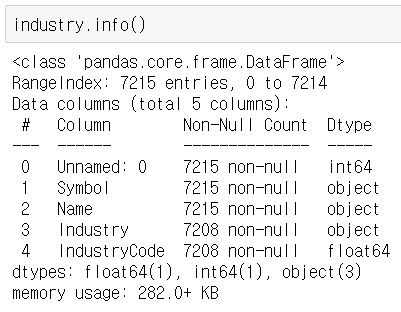 industry.info()
<class 'pandas.core.frame.DataFrame'>
RangeIndex: 7215 entries, 0 to 7214
Data columns (total 5 columns):
 #   Column        Non-Null Count  Dtype
---  ------        --------------  -----
 0   Unnamed: 0    7215 non-null   int64
 1   Symbol        7215 non-null   object
 2   Name          7215 non-null   object
 3   Industry      7208 non-null   object
 4   IndustryCode  7208 non-null   float64
dtypes: float64(1), int64(1), object(3)
memory usage: 282.0+ KB